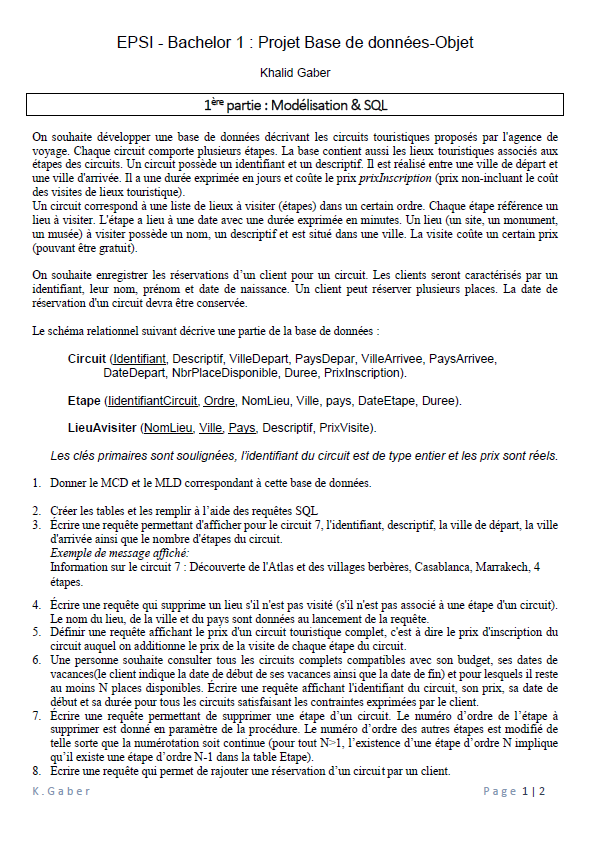 EPSI - Bachelor 1 : Projet Base de données-Objet
Khalid Gaber
1ère partie : Modélisation & SQL
On souhaite développer une base de données décrivant les circuits touristiques proposés par l'agence de
voyage. Chaque circuit comporte plusieurs étapes. La base contient aussi les lieux touristiques associés aux
étapes des circuits. Un circuit possède un identifiant et un descriptif. Il est réalisé entre une ville de départ et
une ville d'arrivée. Il a une durée exprimée en jours et coûte le prix prixInscription (prix non-incluant le coût
des visites de lieux touristique).
Un circuit correspond à une liste de lieux à visiter (étapes) dans un certain ordre. Chaque étape référence un
lieu à visiter. L'étape a lieu à une date avec une durée exprimée en minutes. Un lieu (un site, un monument,
un musée) à visiter possède un nom, un descriptif et est situé dans une ville. La visite coûte un certain prix
(pouvant être gratuit).
On souhaite enregistrer les réservations d'un client pour un circuit. Les clients seront caractérisés par un
identifiant, leur nom, prénom et date de naissance. Un client peut réserver plusieurs places. La date de
réservation d'un circuit devra être conservée.
Le schéma relationnel suivant décrive une partie de la base de données :
Circuit (Identifiant, Descriptif, VilleDepart, PaysDepar, VilleArrivee, PaysArrivee,
DateDepart, NbrPlaceDisponible, Duree, PrixInscription).
Etape (IidentifiantCircuit, Ordre, NomLieu, Ville, pays, DateEtape, Duree).
LieuAvisiter (NomLieu, Ville, Pays, Descriptif, PrixVisite).
Les clés primaires sont soulignées, l'identifiant du circuit est de type entier et les prix sont réels.
1. Donner le MCD et le MLD correspondant à cette base de données.
2. Créer les tables et les remplir à l'aide des requêtes SQL
3. Écrire une requête permettant d'afficher pour le circuit 7, l'identifiant, descriptif, la ville de départ, la ville
d'arrivée ainsi que le nombre d'étapes du circuit.
Exemple de message affiché:
Information sur le circuit 7 : Découverte de l'Atlas et des villages berbères, Casablanca, Marrakech, 4
étapes.
4. Écrire une requête qui supprime un lieu s'il n'est pas visité (s'il n'est pas associé à une étape d'un circuit).
Le nom du lieu, de la ville et du pays sont données au lancement de la requête.
5. Définir une requête affichant le prix d'un circuit touristique complet, c'est à dire le prix d'inscription du
circuit auquel on additionne le prix de la visite de chaque étape du circuit.
6. Une personne souhaite consulter tous les circuits complets compatibles avec son budget, ses dates de
vacances(le client indique la date de début de ses vacances ainsi que la date de fin) et pour lesquels il reste
au moins N places disponibles. Écrire une requête affichant l'identifiant du circuit, son prix, sa date de
début et sa durée pour tous les circuits satisfaisant les contraintes exprimées par le client.
7. Écrire une requête permettant de supprimer une étape d'un circuit. Le numéro d'ordre de l'étape à
supprimer est donné en paramètre de la procédure. Le numéro d'ordre des autres étapes est modifié de
telle sorte que la numérotation soit continue (pour tout N>1, l'existence d'une étape d'ordre N implique
qu'il existe une étape d'ordre N-1 dans la table Etape).
8. Écrire une requête qui permet de rajouter une réservation d'un circuit par un client.
K.Gaber Page 1 | 2